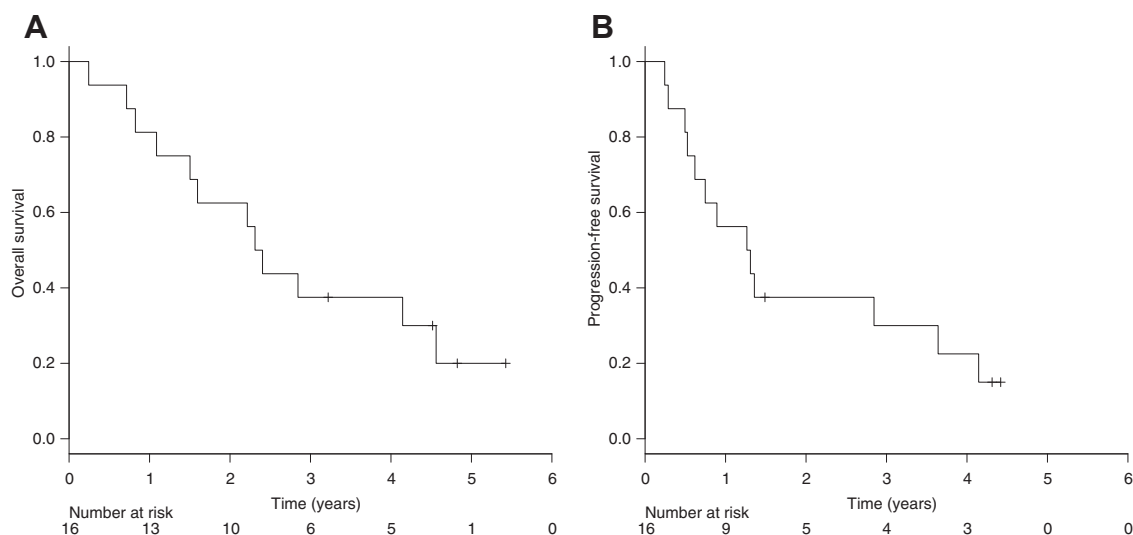 A
Overall survival
1.0
0.8
0.6
0.4
0.2
0.0
0 1 2 3 4 5 6
Time (years)
Number at risk
16 13 10 6 5 1 0
B
Progression-free survival
1.0
0.8
0.6
0.4
0.2
0.0
0 1 2 3 4 5 6
Time (years)
Number at risk
16 9 5 4 3 0 0